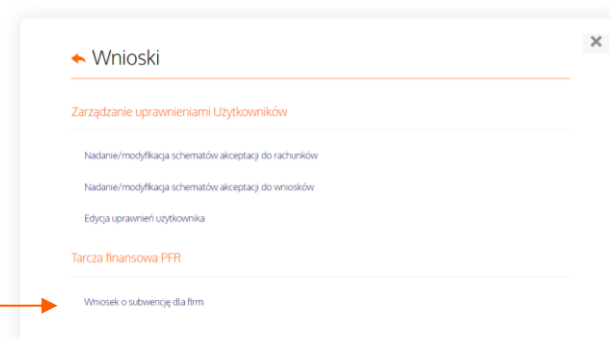 Wnioski
Zarządzanie uprawnieniami Użytkowników
Nadanie/modyfikacja schematów akceptacji do rachunków
Nadanie/modyfikacja schematów akceptacji do wniosków
Edycja uprawnień użytkownika
Tarcza finansowa PFR
Wniosek o subwencję dla firm